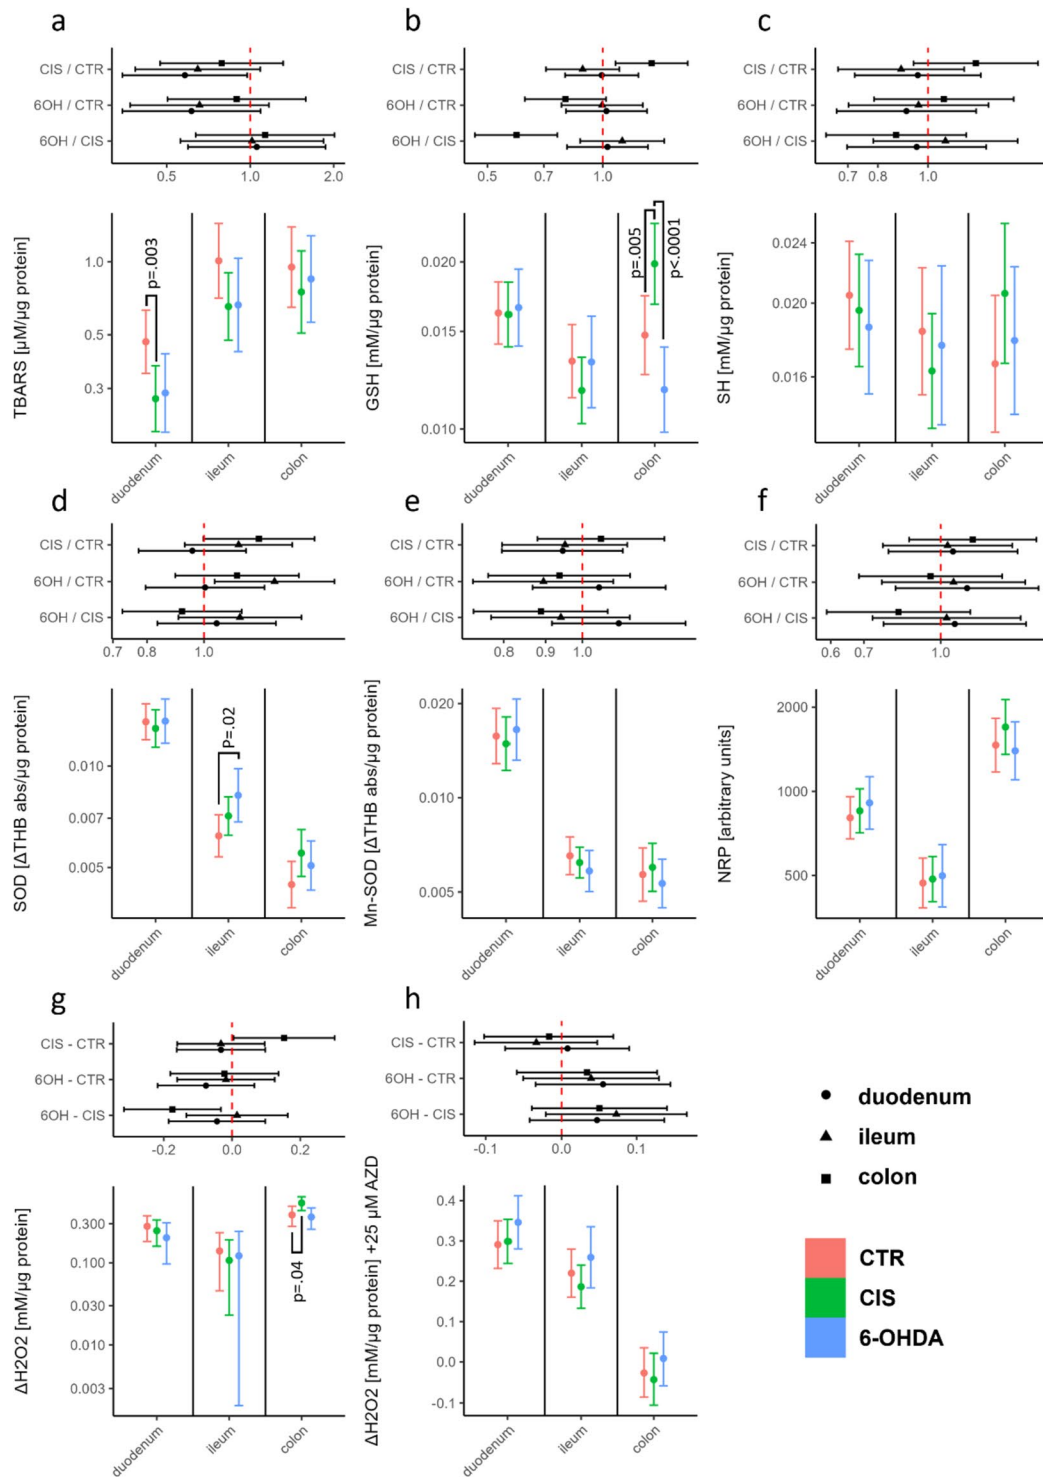 a
CIS / CTR
6OH / CTR
6OH / CIS
0.5 1.0 2.0
TBARS [µM/µg protein]
1.0
0.5
0.3
p=.003
duodenum
ileum
colon
b
CIS / CTR
6OH / CTR
6OH / CIS
0.5 0.7 1.0
GSH [mM/µg protein]
0.020
0.015
0.010
p=.005
p<.0001
duodenum
ileum
colon
c
CIS / CTR
6OH / CTR
6OH / CIS
0.7 0.8 1.0
SH [mM/µg protein]
0.024
0.020
0.016
duodenum
ileum
colon
d
CIS / CTR
6OH / CTR
6OH / CIS
0.7 0.8 1.0
SOD [ΔTHB abs/µg protein]
0.010
0.007
0.005
P=.02
duodenum
ileum
colon
e
CIS / CTR
6OH / CTR
6OH / CIS
0.8 0.9 1.0
Mn-SOD [ΔTHB abs/µg protein]
0.020
0.010
0.005
duodenum
ileum
colon
f
CIS / CTR
6OH / CTR
6OH / CIS
0.6 0.7 1.0
NRP [arbitrary units]
2000
1000
500
duodenum
ileum
colon
g
CIS - CTR
6OH - CTR
6OH - CIS
-0.2 0.0 0.2
ΔH2O2 [mM/µg protein]
0.300
0.100
0.030
0.010
0.003
p=.04
duodenum
ileum
colon
h
CIS - CTR
6OH - CTR
6OH - CIS
-0.1 0.0 0.1
ΔH2O2 [mM/µg protein] +25 µM AZD
0.4
0.3
0.2
0.1
0.0
-0.1
duodenum
ileum
colon
duodenum
ileum
colon
CTR
CIS
6-OHDA